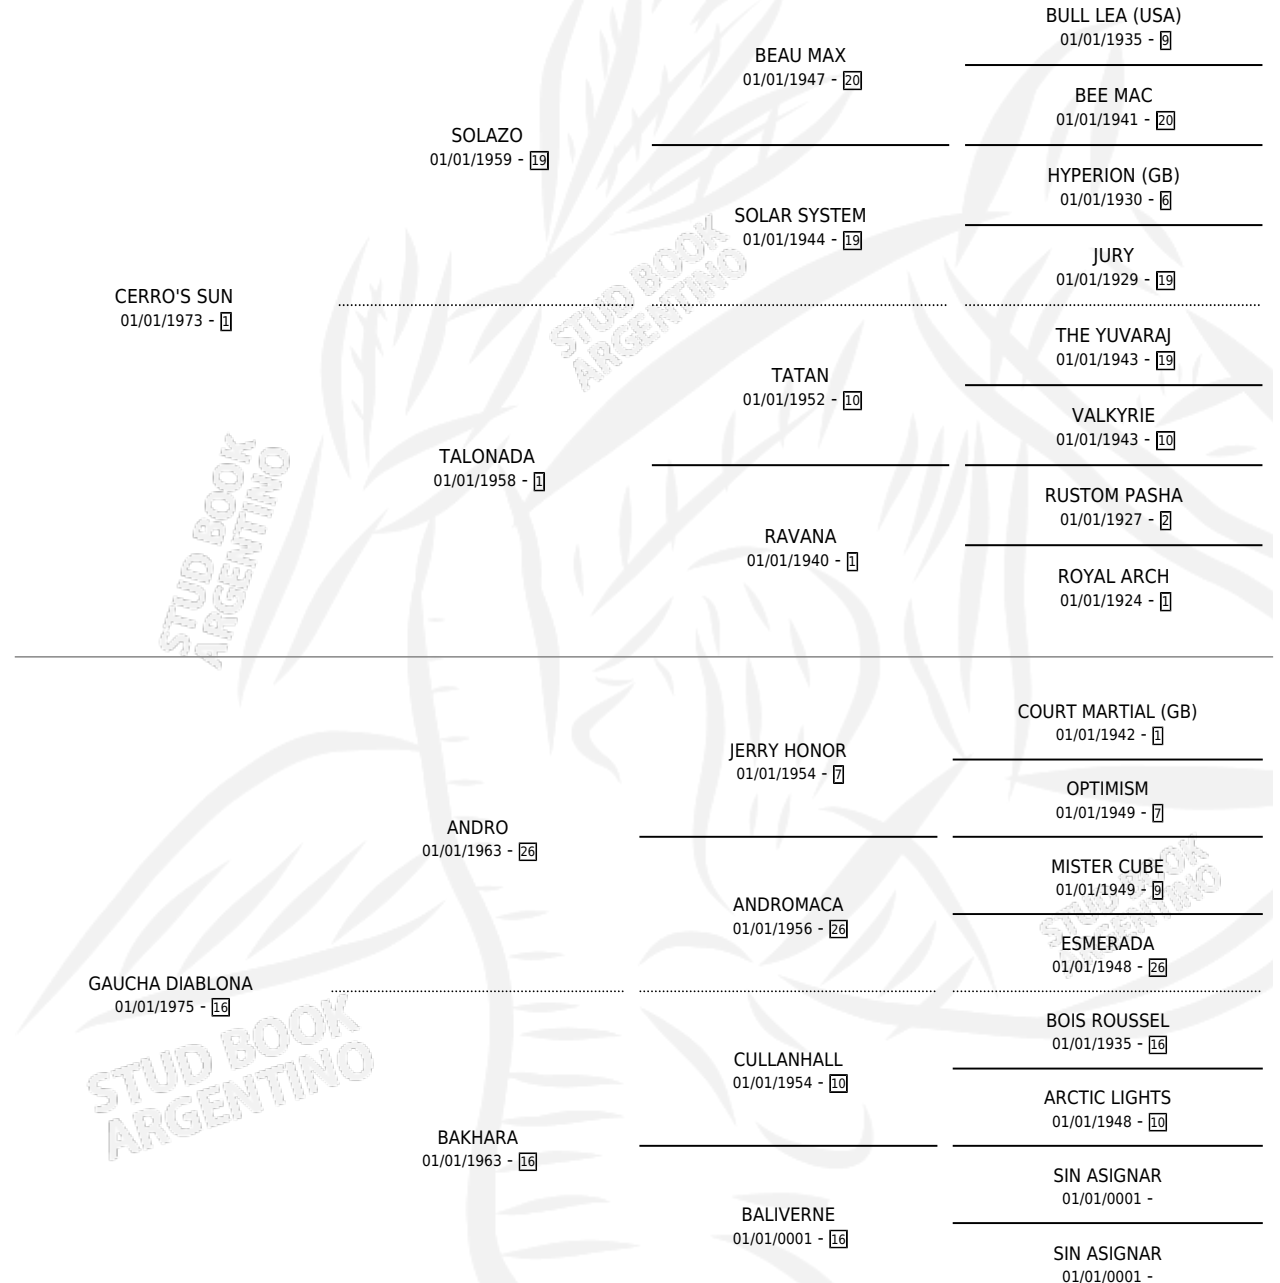 BULL LEA (USA)
01/01/1935 - 9
BEAU MAX
01/01/1947 - 20
BEE MAC
01/01/1941 - 20
SOLAZO
01/01/1959 - 19
HYPERION (GB)
01/01/1930 - 6
SOLAR SYSTEM
01/01/1944 - 19
JURY
01/01/1929 - 19
CERRO'S SUN
01/01/1973 - 1
THE YUVARAJ
01/01/1943 - 19
TATAN
01/01/1952 - 10
VALKYRIE
01/01/1943 - 10
TALONADA
01/01/1958 - 1
RUSTOM PASHA
01/01/1927 - 2
RAVANA
01/01/1940 - 1
ROYAL ARCH
01/01/1924 - 1
COURT MARTIAL (GB)
01/01/1942 - 1
JERRY HONOR
01/01/1954 - 7
OPTIMISM
01/01/1949 - 7
ANDRO
01/01/1963 - 26
MISTER CUBE
01/01/1949 - 9
ANDROMACA
01/01/1956 - 26
ESMERADA
01/01/1948 - 26
GAUCHA DIABLONA
01/01/1975 - 16
BOIS ROUSSEL
01/01/1935 - 16
CULLANHALL
01/01/1954 - 10
ARCTIC LIGHTS
01/01/1948 - 10
BAKHARA
01/01/1963 - 16
SIN ASIGNAR
01/01/0001 -
BALIVERNE
01/01/0001 - 16
SIN ASIGNAR
01/01/0001 -
STUD BOOK
ARGENTINO
STUD BOOK
ARGENTINO
STUD BOOK
ARGENTINO
STUD BOOK
ARGENTINO